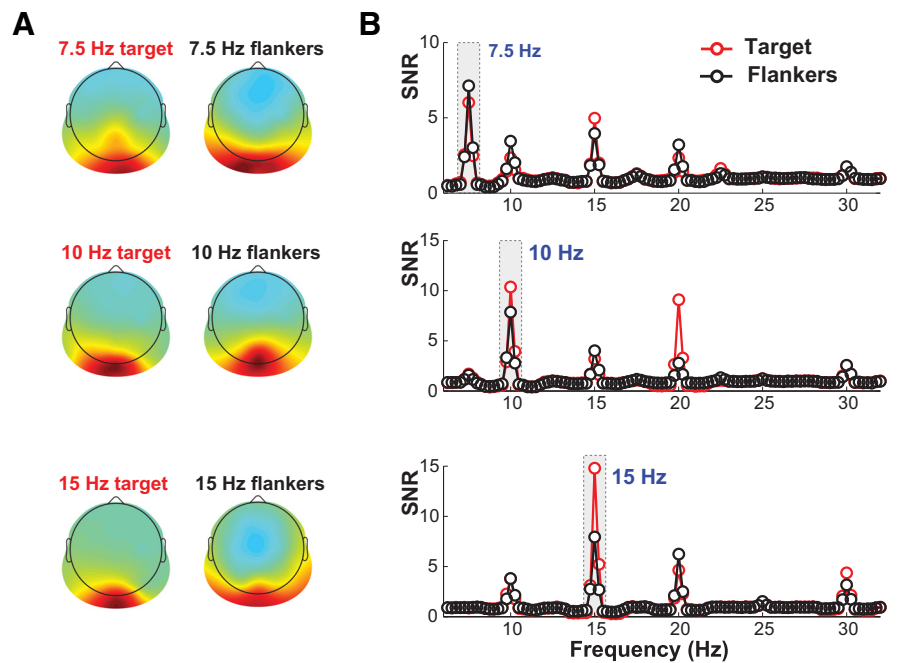 A
B
7.5 Hz target
7.5 Hz flankers
10 Hz target
10 Hz flankers
15 Hz target
15 Hz flankers
SNR
10
5
0
7.5 Hz
Target
Flankers
10
15
20
25
30
SNR
15
10
5
0
10 Hz
10
15
20
25
30
SNR
15
10
5
0
15 Hz
10
15
20
25
30
Frequency (Hz)